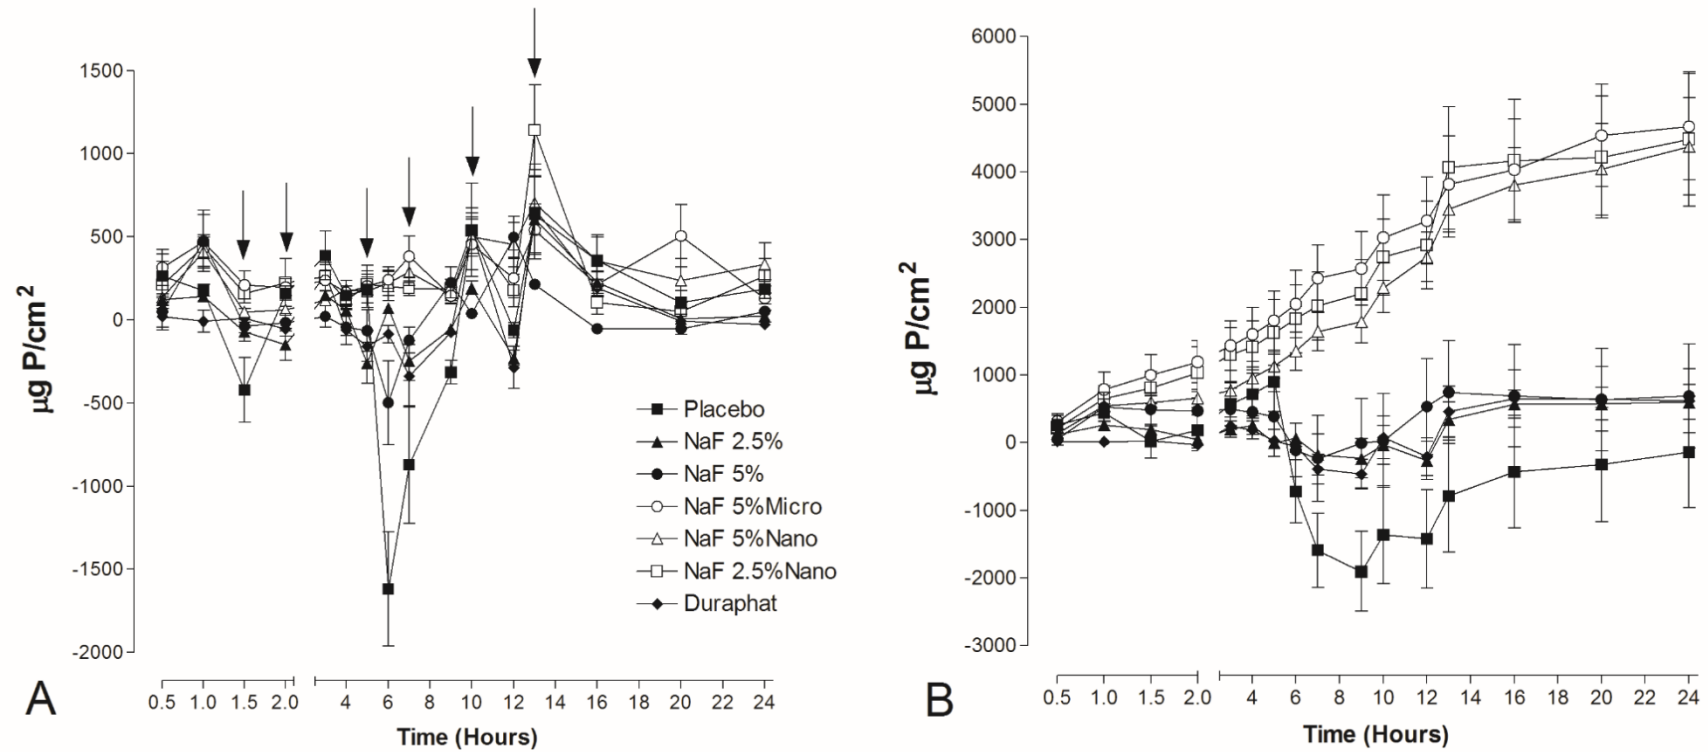 1500
1000
500
0
-500
-1000
-1500
-2000
µg P/cm²
0.5 1.0 1.5 2.0 4 6 8 10 12 14 16 18 20 22 24
Time (Hours)
A
Placebo
NaF 2.5%
NaF 5%
NaF 5%Micro
NaF 5%Nano
NaF 2.5%Nano
Duraphat
6000
5000
4000
3000
2000
1000
0
-1000
-2000
-3000
µg P/cm²
0.5 1.0 1.5 2.0 4 6 8 10 12 14 16 18 20 22 24
Time (Hours)
B